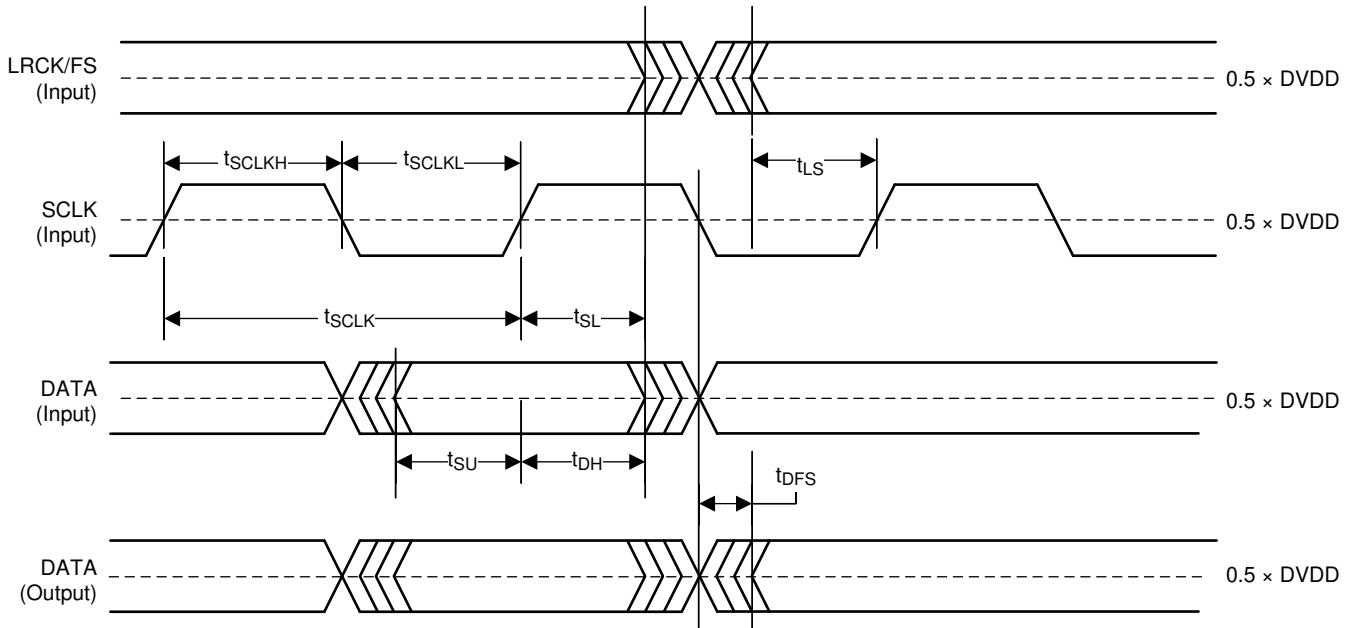 LRCK/FS
(Input)
0.5 × DVDD
tSCLKH
tSCLKL
tLS
SCLK
(Input)
0.5 × DVDD
tSCLK
tSL
DATA
(Input)
0.5 × DVDD
tSU
tDH
tDFS
DATA
(Output)
0.5 × DVDD